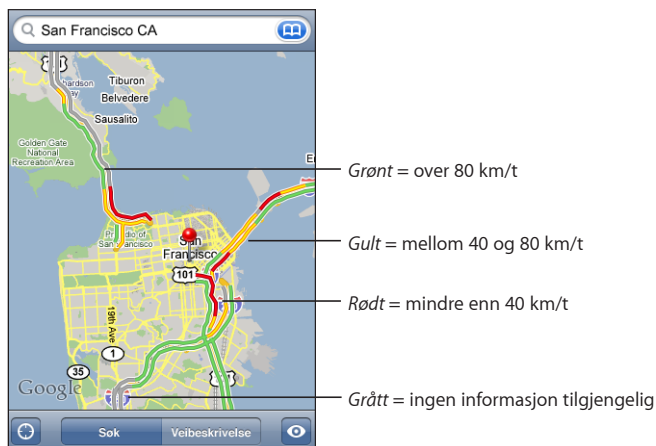 San Francisco CA
Tiburon
Belvedere
Sausalito
Golden Gate
National
Recreation Area
Grønt = over 80 km/t
Gult = mellom 40 og 80 km/t
San
Francisco
101
Rødt = mindre enn 40 km/t
19th Ave
1
35
Google
Grått = ingen informasjon tilgjengelig
Søk
Veibeskrivelse